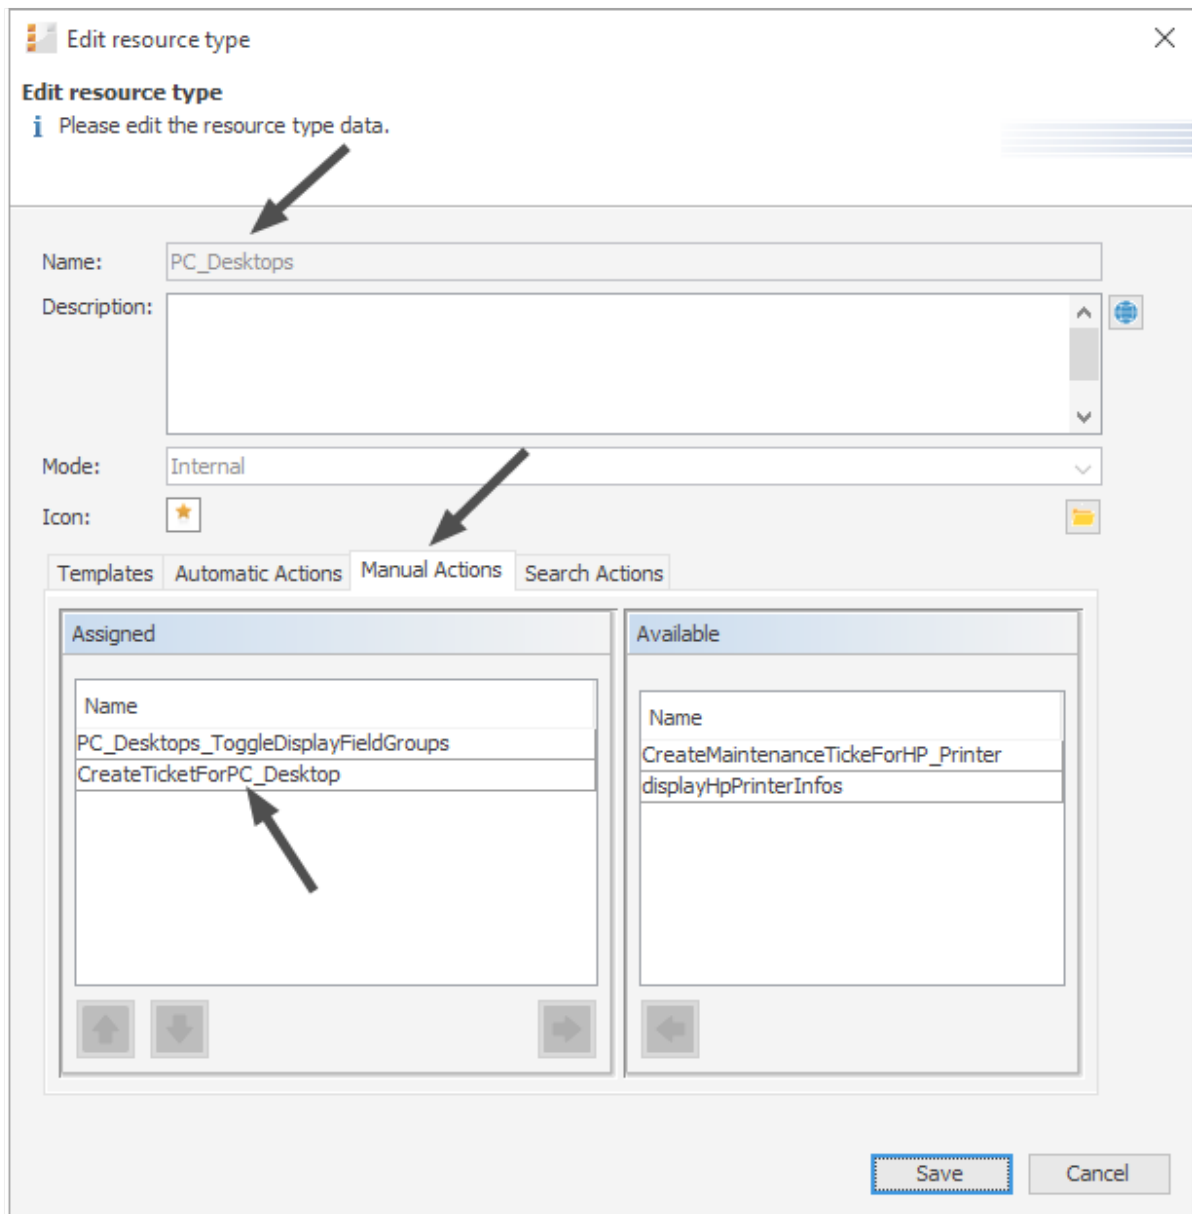 Edit resource type
Edit resource type
i Please edit the resource type data.
Name: PC_Desktops
Description:
Mode: Internal
Icon:
Templates Automatic Actions Manual Actions Search Actions
Assigned
Name
PC_Desktops_ToggleDisplayFieldGroups
CreateTicketForPC_Desktop
Available
Name
CreateMaintenanceTickeForHP_Printer
displayHpPrinterInfos
Save Cancel